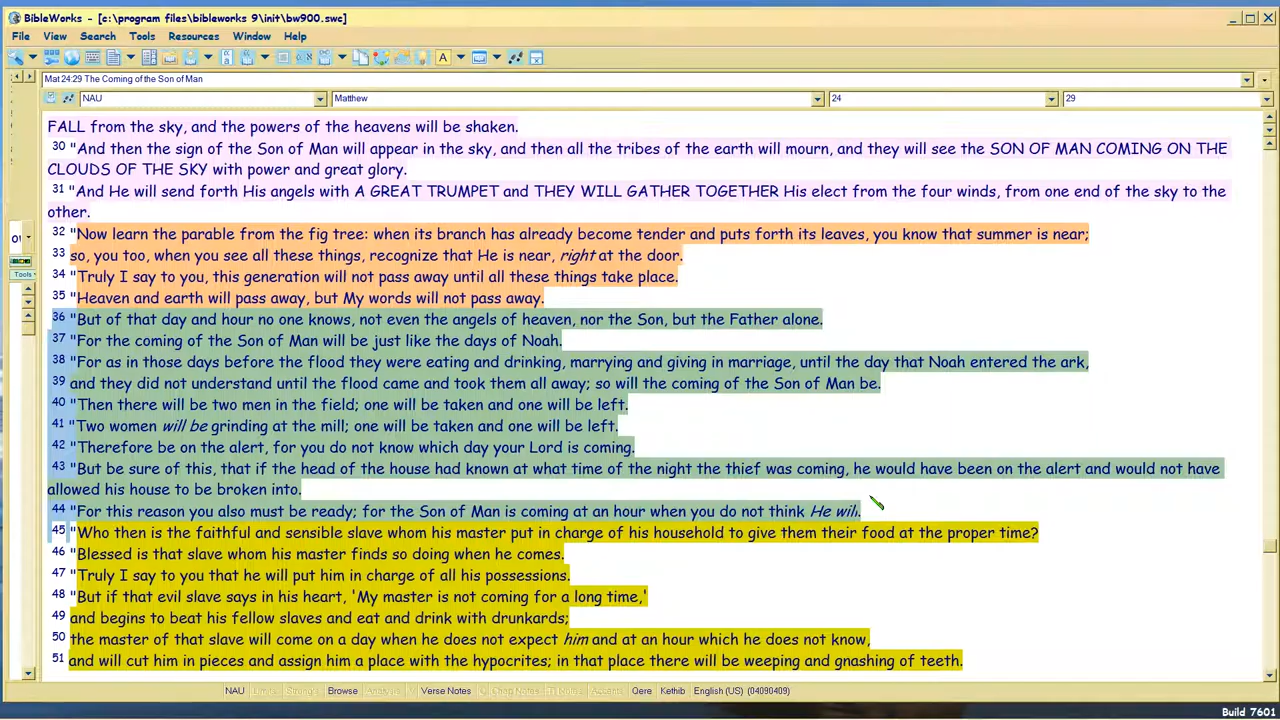 BibleWorks - [c:\program files\bibleworks 9\init\bw900.swc]
File View Search Tools Resources Window Help
Mat 24:29 The Coming of the Son of Man
NAU Matthew 24 29
FALL from the sky, and the powers of the heavens will be shaken.
30 "And then the sign of the Son of Man will appear in the sky, and then all the tribes of the earth will mourn, and they will see the SON OF MAN COMING ON THE
CLOUDS OF THE SKY with power and great glory.
31 "And He will send forth His angels with A GREAT TRUMPET and THEY WILL GATHER TOGETHER His elect from the four winds, from one end of the sky to the
other.
32 "Now learn the parable from the fig tree: when its branch has already become tender and puts forth its leaves, you know that summer is near;
33 so, you too, when you see all these things, recognize that He is near, right at the door.
34 "Truly I say to you, this generation will not pass away until all these things take place.
35 "Heaven and earth will pass away, but My words will not pass away.
36 "But of that day and hour no one knows, not even the angels of heaven, nor the Son, but the Father alone.
37 "For the coming of the Son of Man will be just like the days of Noah.
38 "For as in those days before the flood they were eating and drinking, marrying and giving in marriage, until the day that Noah entered the ark,
39 and they did not understand until the flood came and took them all away; so will the coming of the Son of Man be.
40 "Then there will be two men in the field; one will be taken and one will be left.
41 "Two women will be grinding at the mill; one will be taken and one will be left.
42 "Therefore be on the alert, for you do not know which day your Lord is coming.
43 "But be sure of this, that if the head of the house had known at what time of the night the thief was coming, he would have been on the alert and would not have
allowed his house to be broken into.
44 "For this reason you also must be ready; for the Son of Man is coming at an hour when you do not think He will.
45 "Who then is the faithful and sensible slave whom his master put in charge of his household to give them their food at the proper time?
46 "Blessed is that slave whom his master finds so doing when he comes.
Tools
47 "Truly I say to you that he will put him in charge of all his possessions.
48 "But if that evil slave says in his heart, 'My master is not coming for a long time,'
49 and begins to beat his fellow slaves and eat and drink with drunkards;
50 the master of that slave will come on a day when he does not expect him and at an hour which he does not know,
51 and will cut him in pieces and assign him a place with the hypocrites; in that place there will be weeping and gnashing of teeth.
NAU Browse Verse Notes Qere Kethib English (US) (04090409)
Build 7601